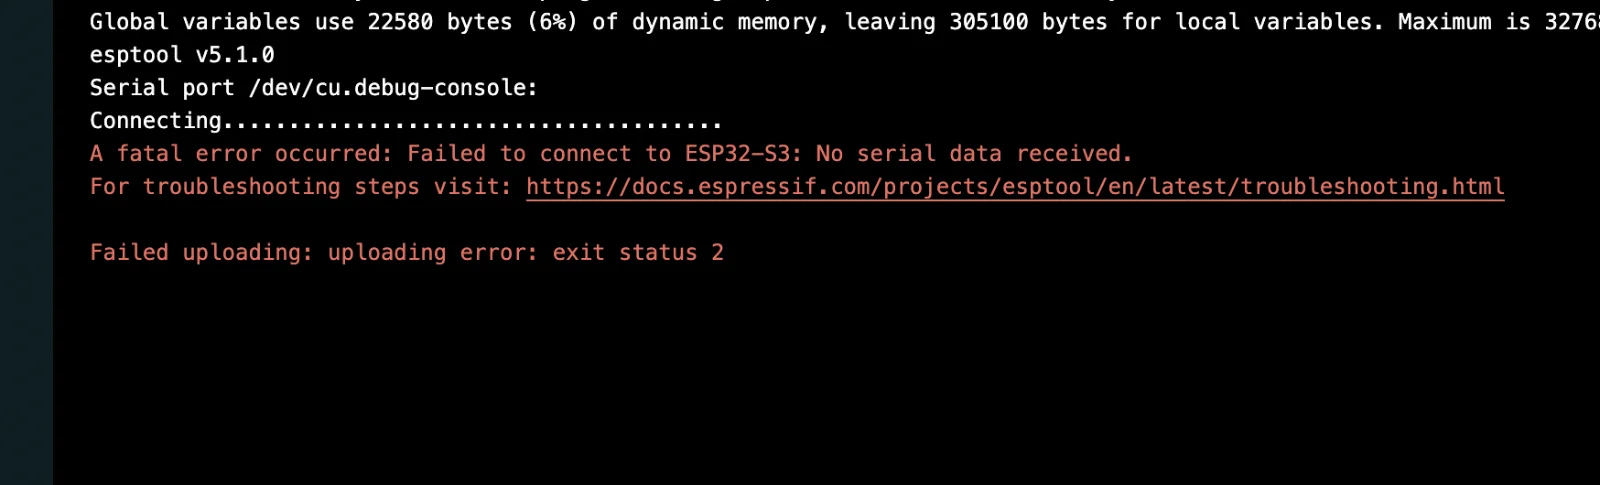 Global variables use 22580 bytes (6%) of dynamic memory, leaving 305100 bytes for local variables. Maximum is 3276
esptool v5.1.0
Serial port /dev/cu.debug-console:
Connecting......................................
A fatal error occurred: Failed to connect to ESP32-S3: No serial data received.
For troubleshooting steps visit: https://docs.espressif.com/projects/esptool/en/latest/troubleshooting.html
Failed uploading: uploading error: exit status 2